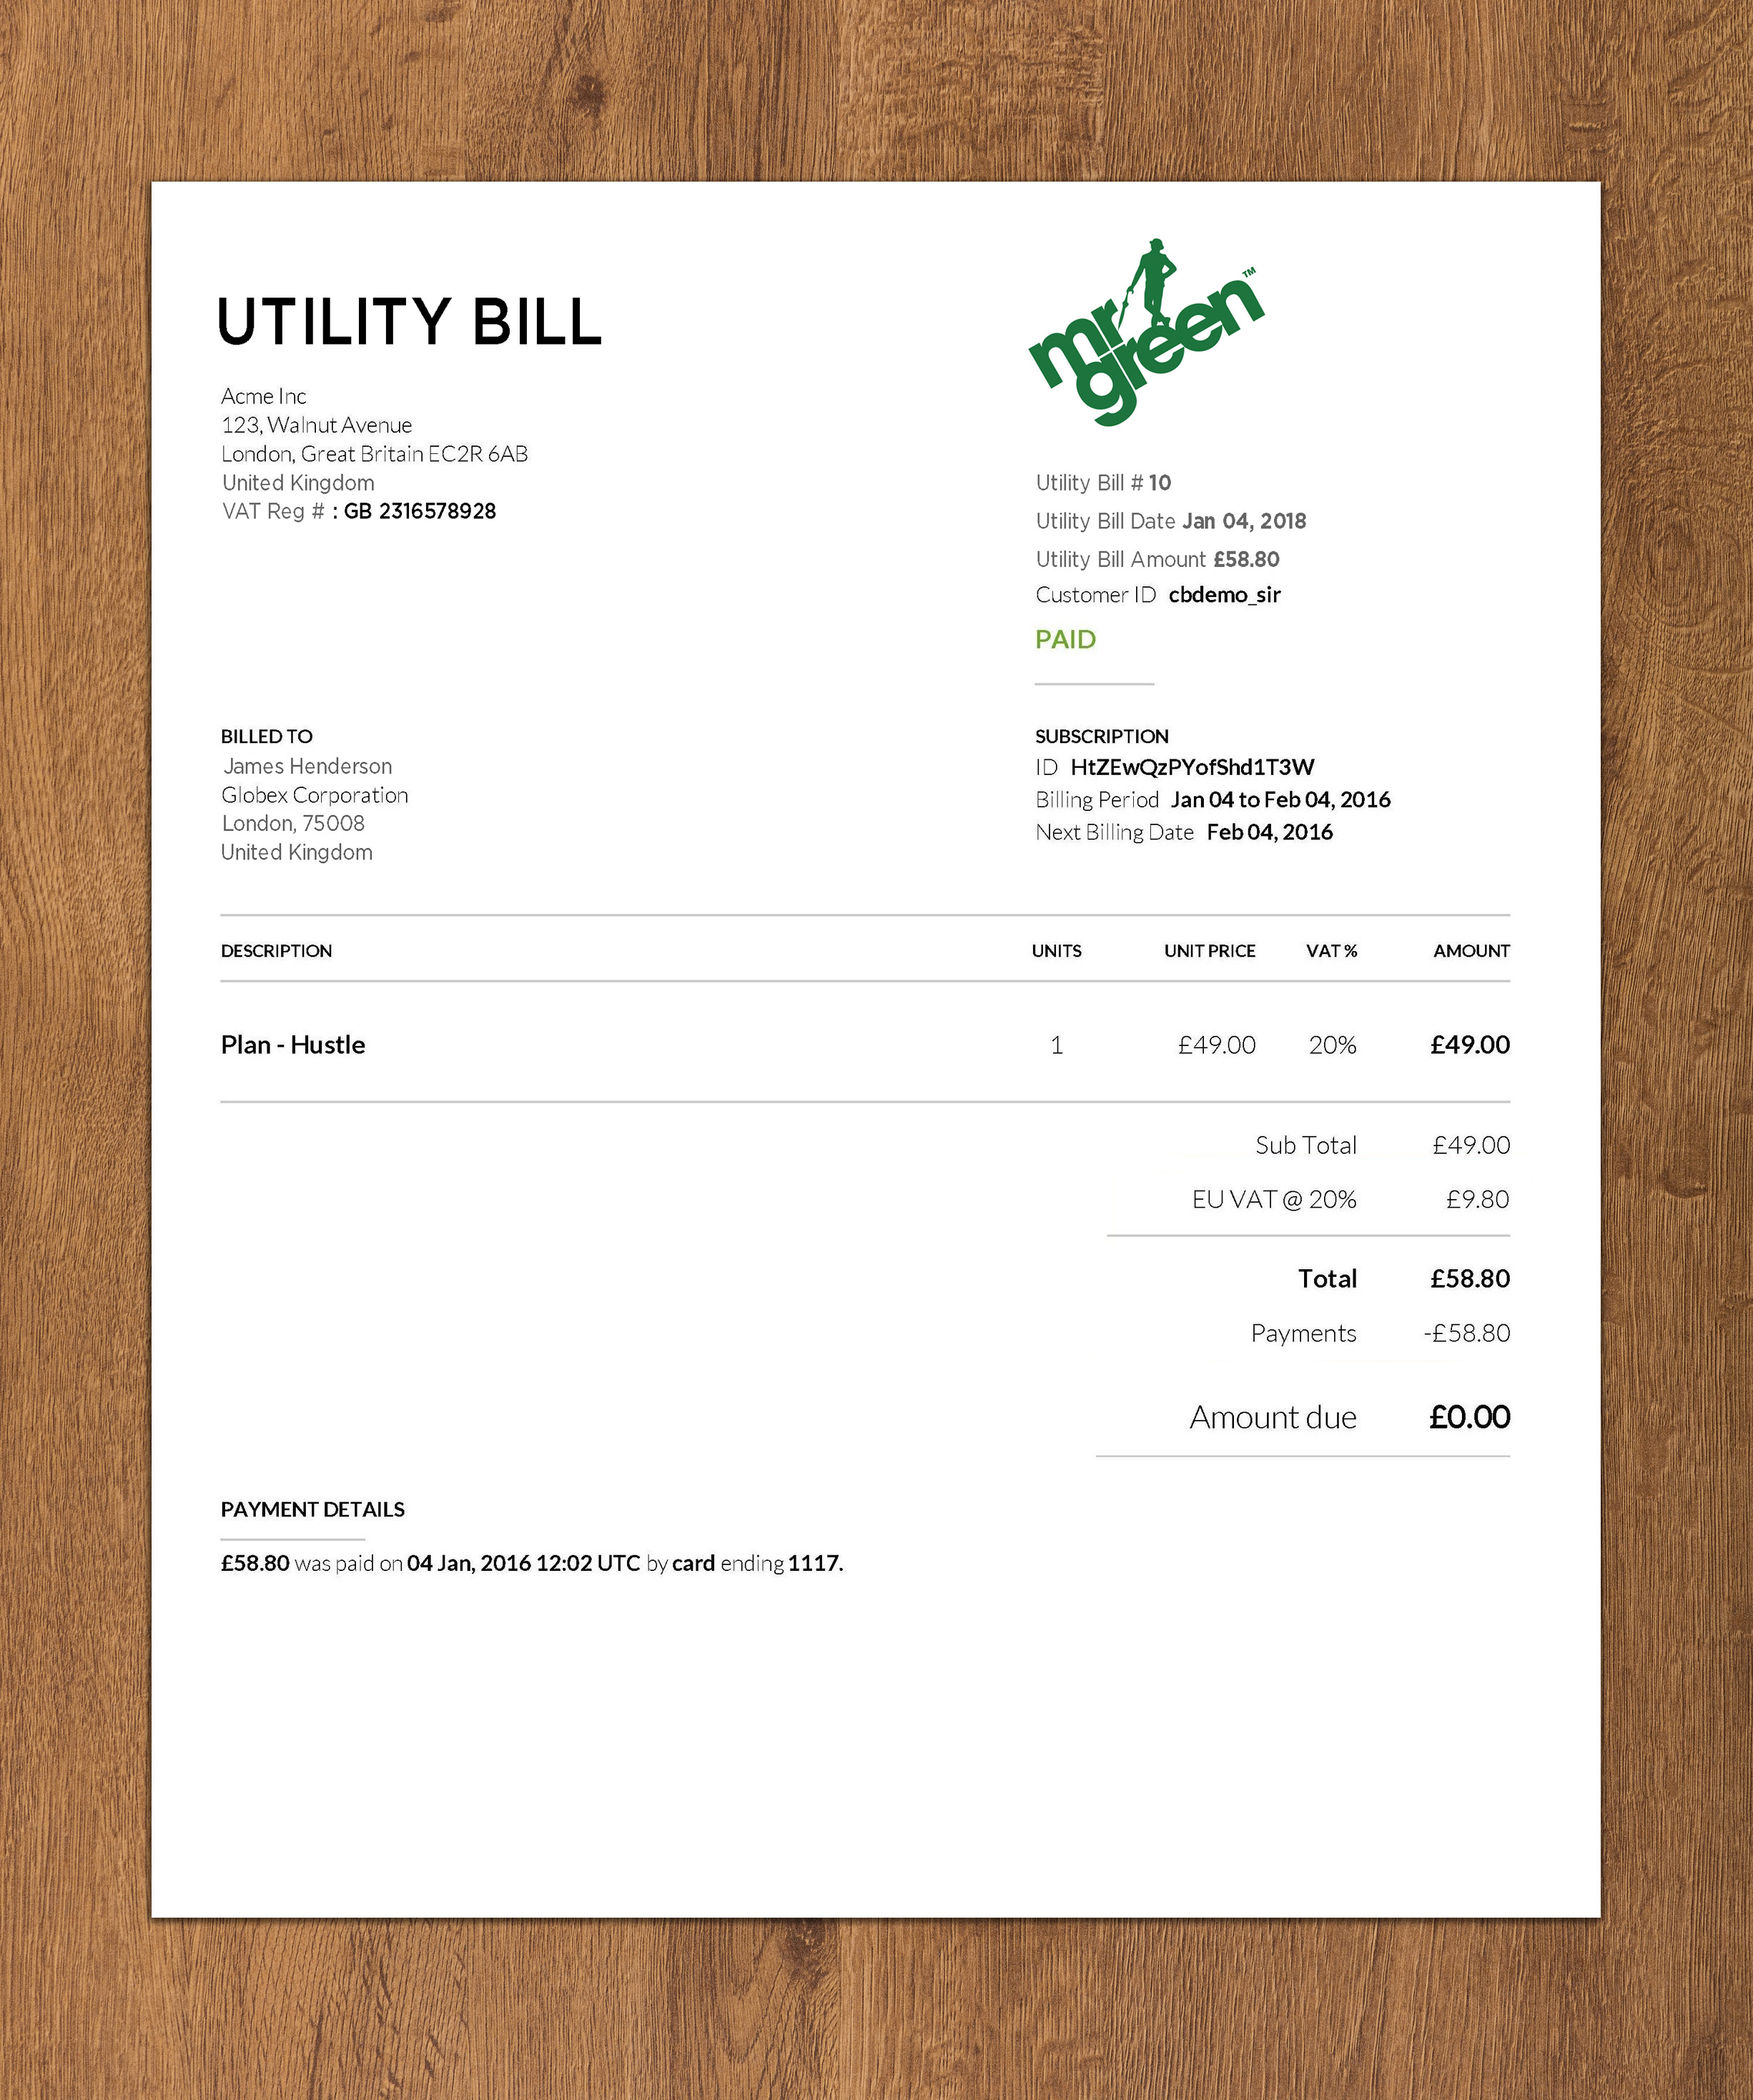 UTILITY BILL
mr green™
Acme Inc
123, Walnut Avenue
London, Great Britain EC2R 6AB
United Kingdom
VAT Reg # : GB 2316578928
Utility Bill # 10
Utility Bill Date Jan 04, 2018
Utility Bill Amount £58.80
Customer ID cbdemo_sir
PAID
BILLED TO
James Henderson
Globex Corporation
London, 75008
United Kingdom
SUBSCRIPTION
ID HtZEwQzPYofShd1T3W
Billing Period Jan 04 to Feb 04, 2016
Next Billing Date Feb 04, 2016
DESCRIPTION UNITS UNIT PRICE VAT % AMOUNT
Plan - Hustle 1 £49.00 20% £49.00
Sub Total £49.00
EU VAT @ 20% £9.80
Total £58.80
Payments -£58.80
Amount due £0.00
PAYMENT DETAILS
£58.80 was paid on 04 Jan, 2016 12:02 UTC by card ending 1117.